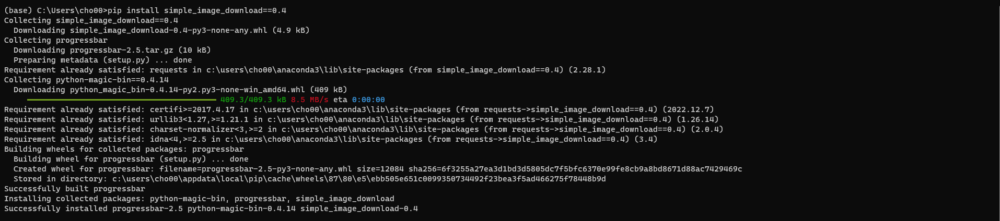 (base) C:\Users\cho00>pip install simple_image_download==0.4
Collecting simple_image_download==0.4
  Downloading simple_image_download-0.4-py3-none-any.whl (4.9 kB)
Collecting progressbar
  Downloading progressbar-2.5.tar.gz (10 kB)
  Preparing metadata (setup.py) ... done
Requirement already satisfied: requests in c:\users\cho00\anaconda3\lib\site-packages (from simple_image_download==0.4) (2.28.1)
Collecting python-magic-bin==0.4.14
  Downloading python_magic_bin-0.4.14-py2.py3-none-win_amd64.whl (409 kB)
     409.3/409.3 kB 8.5 MB/s eta 0:00:00
Requirement already satisfied: certifi>=2017.4.17 in c:\users\cho00\anaconda3\lib\site-packages (from requests->simple_image_download==0.4) (2022.12.7)
Requirement already satisfied: urllib3<1.27,>=1.21.1 in c:\users\cho00\anaconda3\lib\site-packages (from requests->simple_image_download==0.4) (1.26.14)
Requirement already satisfied: charset-normalizer<3,>=2 in c:\users\cho00\anaconda3\lib\site-packages (from requests->simple_image_download==0.4) (2.0.4)
Requirement already satisfied: idna<4,>=2.5 in c:\users\cho00\anaconda3\lib\site-packages (from requests->simple_image_download==0.4) (3.4)
Building wheels for collected packages: progressbar
  Building wheel for progressbar (setup.py) ... done
  Created wheel for progressbar: filename=progressbar-2.5-py3-none-any.whl size=12084 sha256=6f3255a27ea3d1bd3d5805dc7f5bfc6370e99fe8cb9a8bd8671d88ac7429469c
  Stored in directory: c:\users\cho00\appdata\local\pip\cache\wheels\87\80\e5\ebb505e651c0099350734492f23bea3f5ad466275f78448b9d
Successfully built progressbar
Installing collected packages: python-magic-bin, progressbar, simple_image_download
Successfully installed progressbar-2.5 python-magic-bin-0.4.14 simple_image_download-0.4